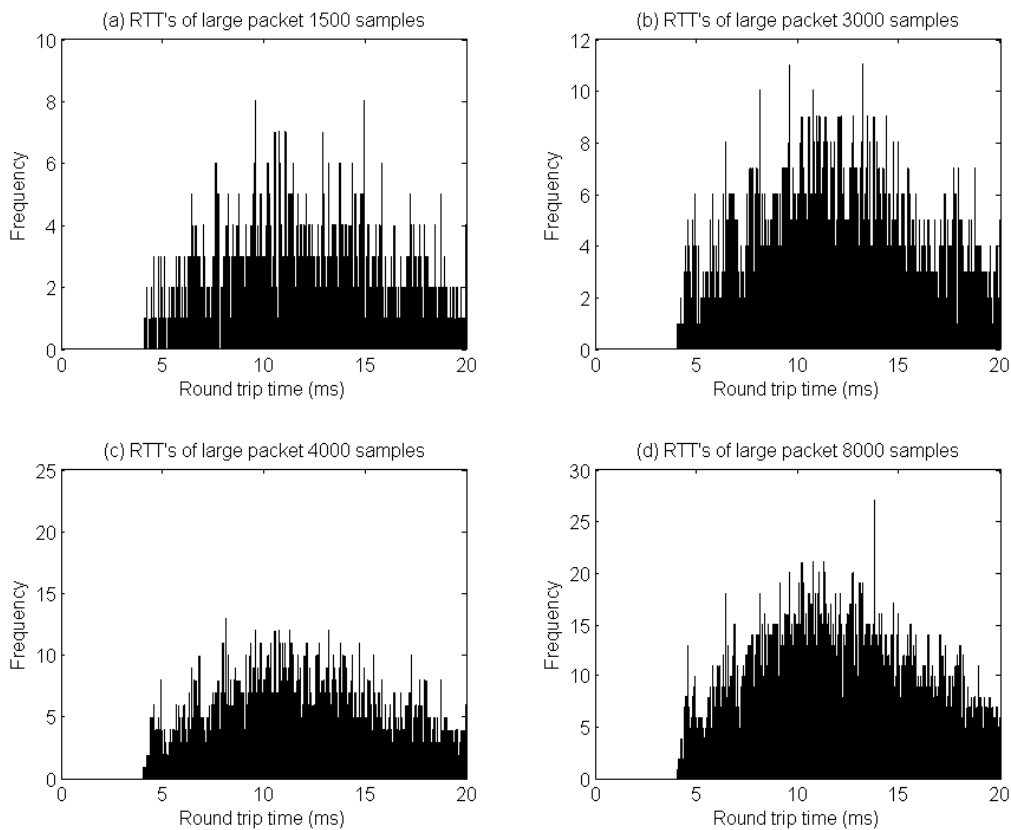 (a) RTT's of large packet 1500 samples
10
8
6
4
2
0
Frequency
0 5 10 15 20
Round trip time (ms)
(b) RTT's of large packet 3000 samples
12
10
8
6
4
2
0
Frequency
0 5 10 15 20
Round trip time (ms)
(c) RTT's of large packet 4000 samples
25
20
15
10
5
0
Frequency
0 5 10 15 20
Round trip time (ms)
(d) RTT's of large packet 8000 samples
30
25
20
15
10
5
0
Frequency
0 5 10 15 20
Round trip time (ms)